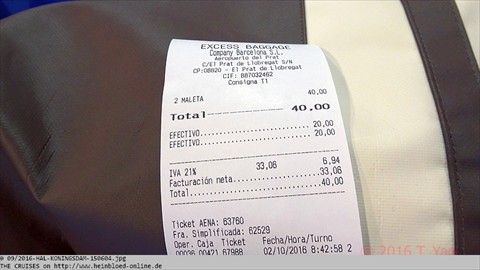 EXCESS BAGGAGE
Company Barcelona S.L.
Aeropuerto del Prat
C/El Prat de Llobregat S/N
CP:08820 - El Prat de Llobregat
CIF: B87032462
Consigna T1
2 MALETA 40,00
Total 40,00
EFECTIVO 20,00
EFECTIVO 20,00
IVA 21% 33,06 6,94
Facturación neta 33,06
Total 40,00
Ticket AENA: 63760
Fra. Simplificada: 62529
Oper. Caja Ticket Fecha/Hora/Turno
0036 00421 87988 02/10/2016 8:42:58 2
© 2016 T.
© 09/2016-HAL-KONINGSDAM-150604.jpg
THE CRUISES on http://www.heinbloed-online.de